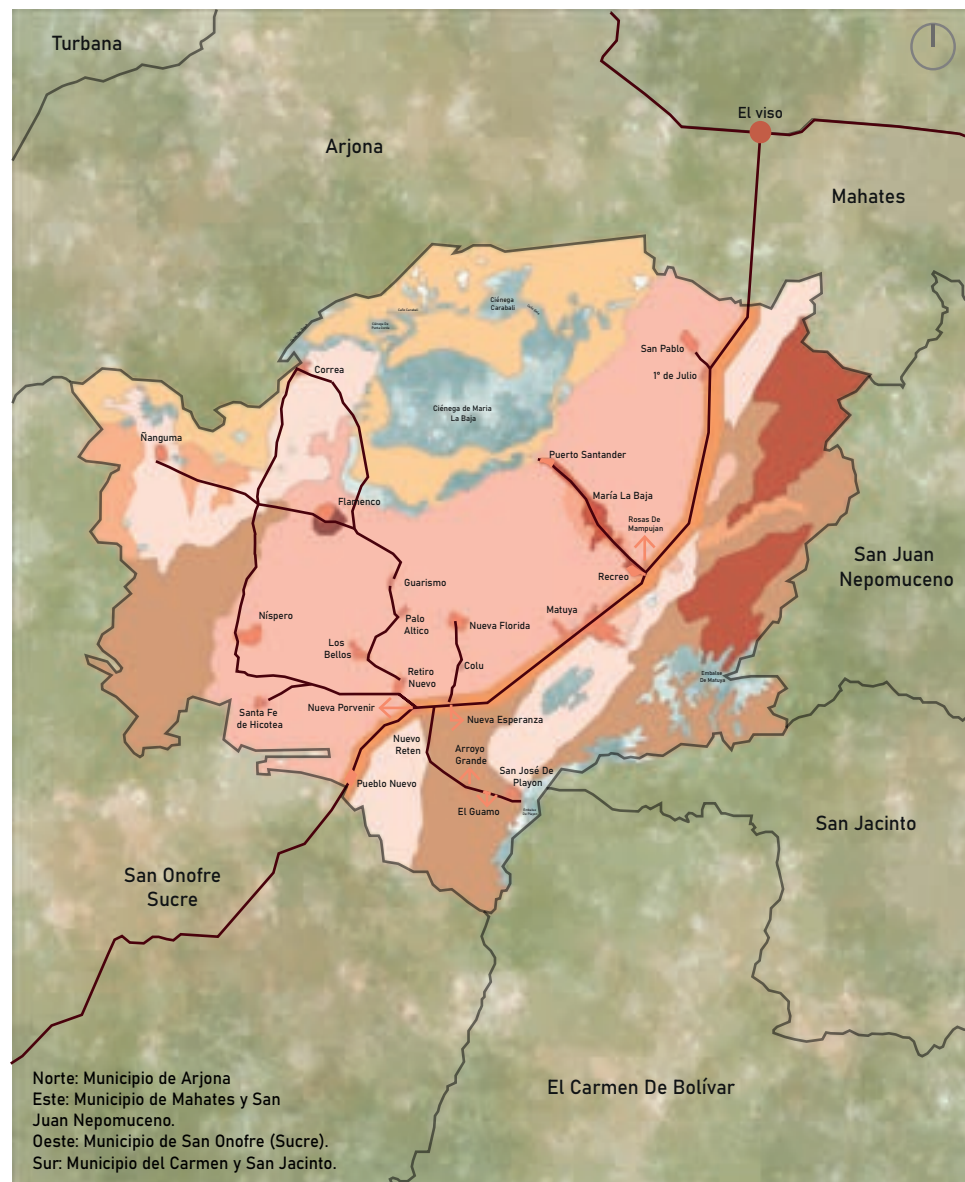 Turbana
El viso
Arjona
Mahates
Ciénega
Carabali
San Pablo
Correa
1° de Julio
Ciénega de Maria
La Baja
Ñanguma
Puerto Santander
María La Baja
Flamenco
Rosas De
Mampujan
San Juan
Nepomuceno
Recreo
Guarismo
Níspero
Palo
Altico
Nueva Florida
Matuya
Los
Bellos
Colu
Retiro
Nuevo
Embalse
De Matuya
Santa Fe
de Hicotea
Nueva Porvenir
Nueva Esperanza
Nuevo
Reten
Arroyo
Grande
San José De
Playon
Pueblo Nuevo
El Guamo
San Jacinto
San Onofre
Sucre
Norte: Municipio de Arjona
Este: Municipio de Mahates y San
Juan Nepomuceno.
Oeste: Municipio de San Onofre (Sucre).
Sur: Municipio del Carmen y San Jacinto.
El Carmen De Bolívar